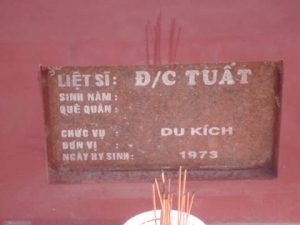 LIỆT SĨ : Đ/C TUẤT
SINH NĂM :
QUÊ QUÁN :
CHỨC VỤ : DU KÍCH
ĐƠN VỊ :
NGÀY HY SINH : 1973